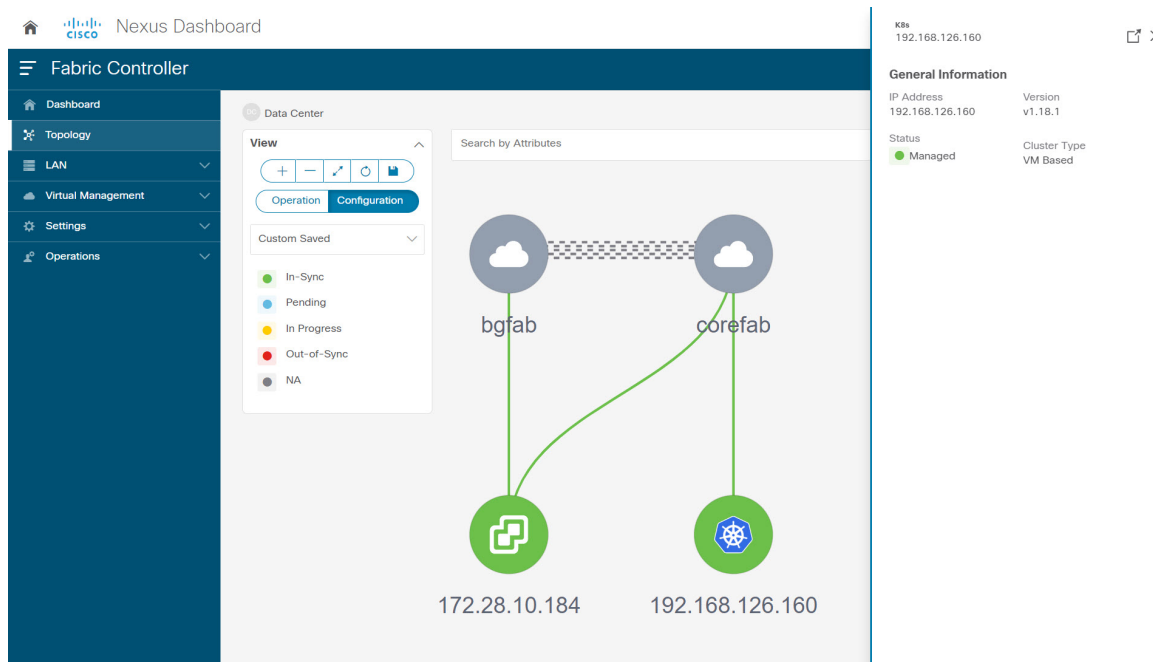 cisco
Nexus Dashboard
Fabric Controller
Dashboard
Topology
LAN
Virtual Management
Settings
Operations
Data Center
View
Operation
Configuration
Custom Saved
In-Sync
Pending
In Progress
Out-of-Sync
NA
Search by Attributes
bgfab
corefab
172.28.10.184
192.168.126.160
K8s
192.168.126.160
General Information
IP Address
192.168.126.160
Version
v1.18.1
Status
Managed
Cluster Type
VM Based